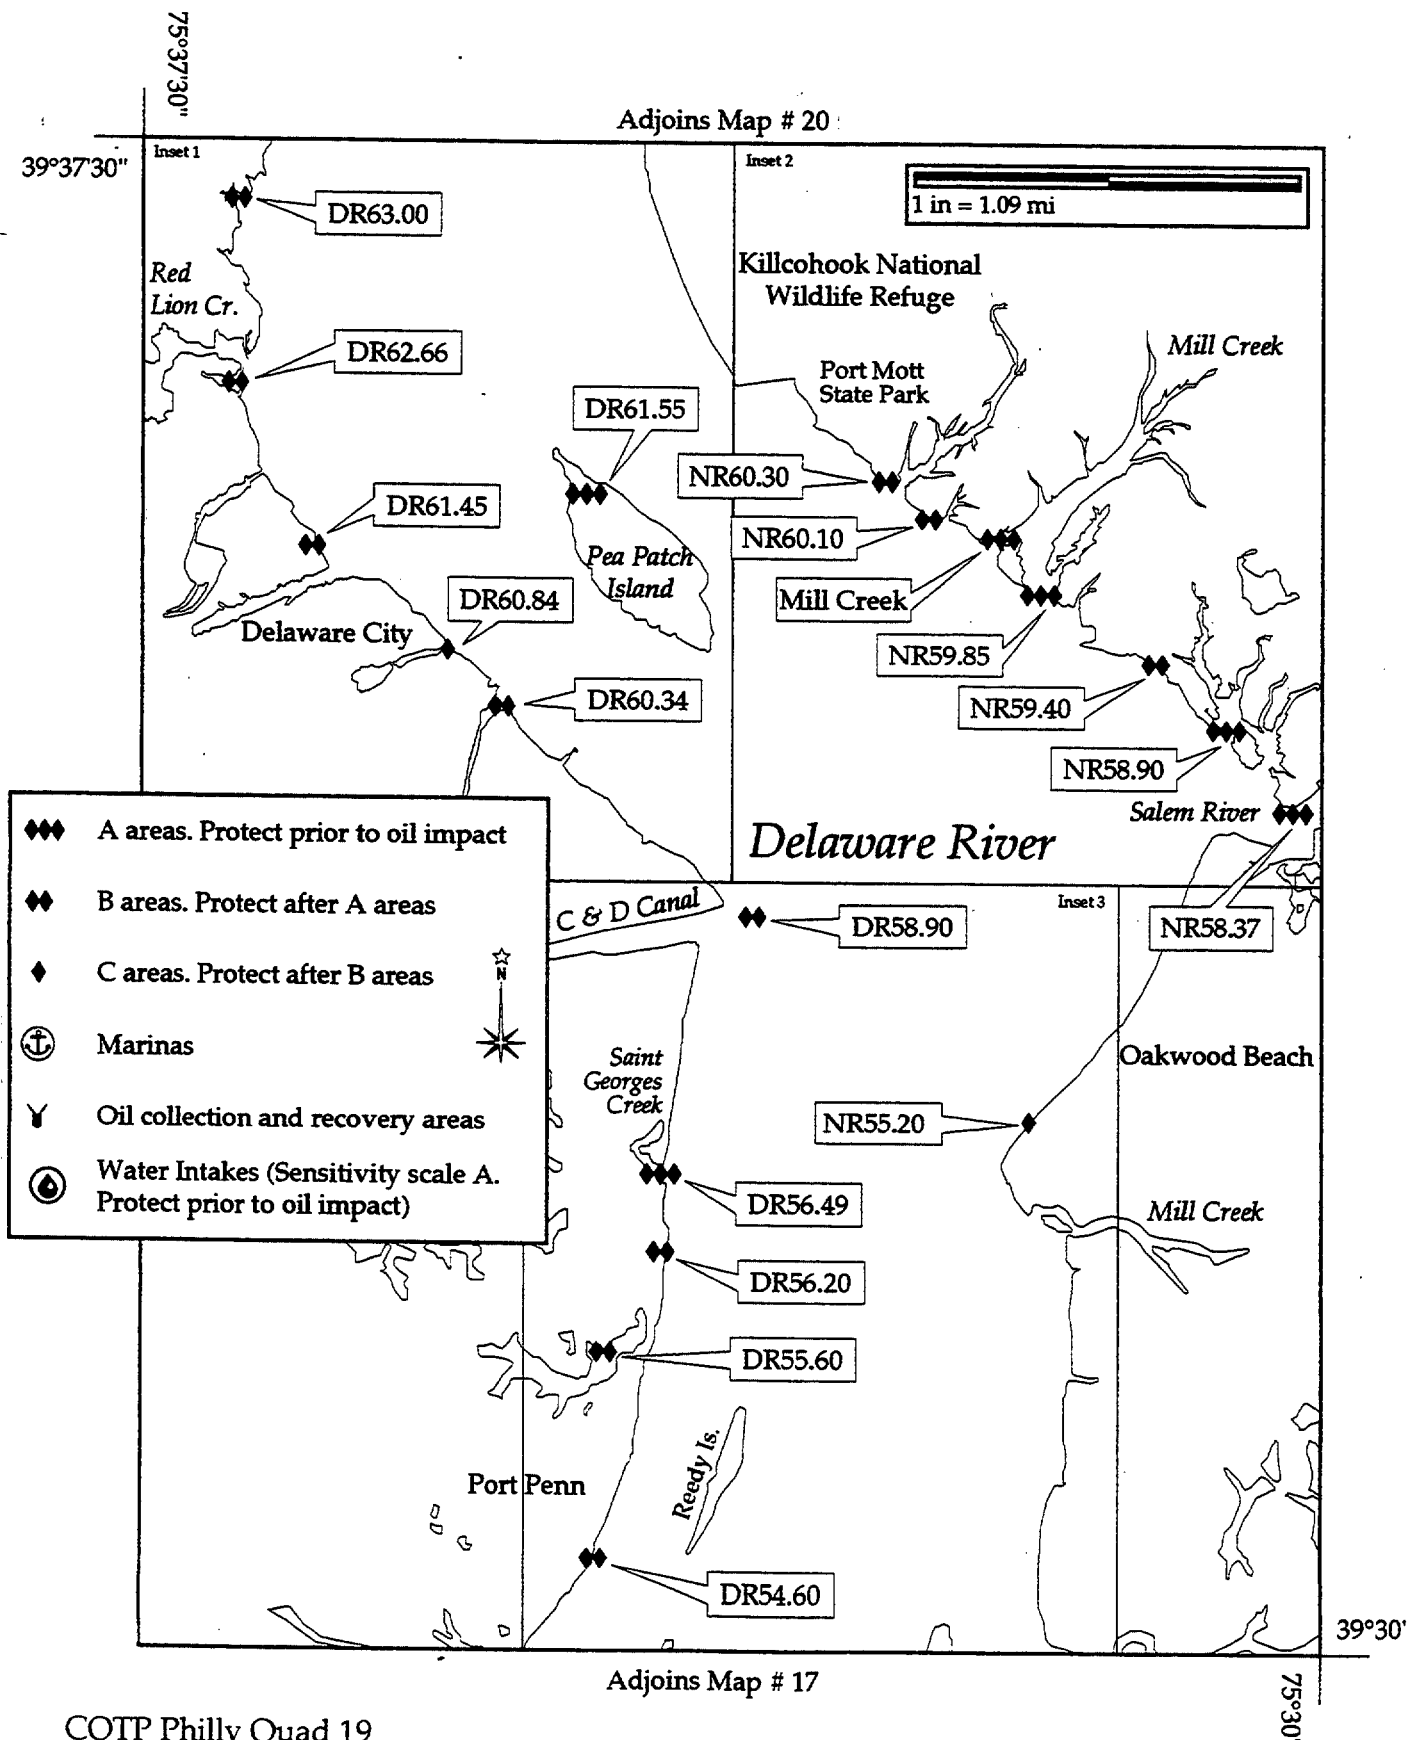 75°37'30"
Adjoins Map # 20
39°37'30"
Inset 1
Inset 2
1 in = 1.09 mi
DR63.00
Killcohook National
Wildlife Refuge
Red
Lion Cr.
DR62.66
Mill Creek
Port Mott
State Park
DR61.55
NR60.30
DR61.45
NR60.10
Pea Patch
Island
DR60.84
Mill Creek
Delaware City
NR59.85
DR60.34
NR59.40
NR58.90
Salem River
Delaware River
A areas. Protect prior to oil impact
B areas. Protect after A areas
C areas. Protect after B areas
N
Marinas
Oil collection and recovery areas
Water Intakes (Sensitivity scale A.
Protect prior to oil impact)
C & D Canal
Inset 3
DR58.90
NR58.37
Saint
Georges
Creek
Oakwood Beach
NR55.20
DR56.49
Mill Creek
DR56.20
DR55.60
Reedy Is.
Port Penn
DR54.60
39°30'
Adjoins Map # 17
75°30'
COTP Philly Quad 19